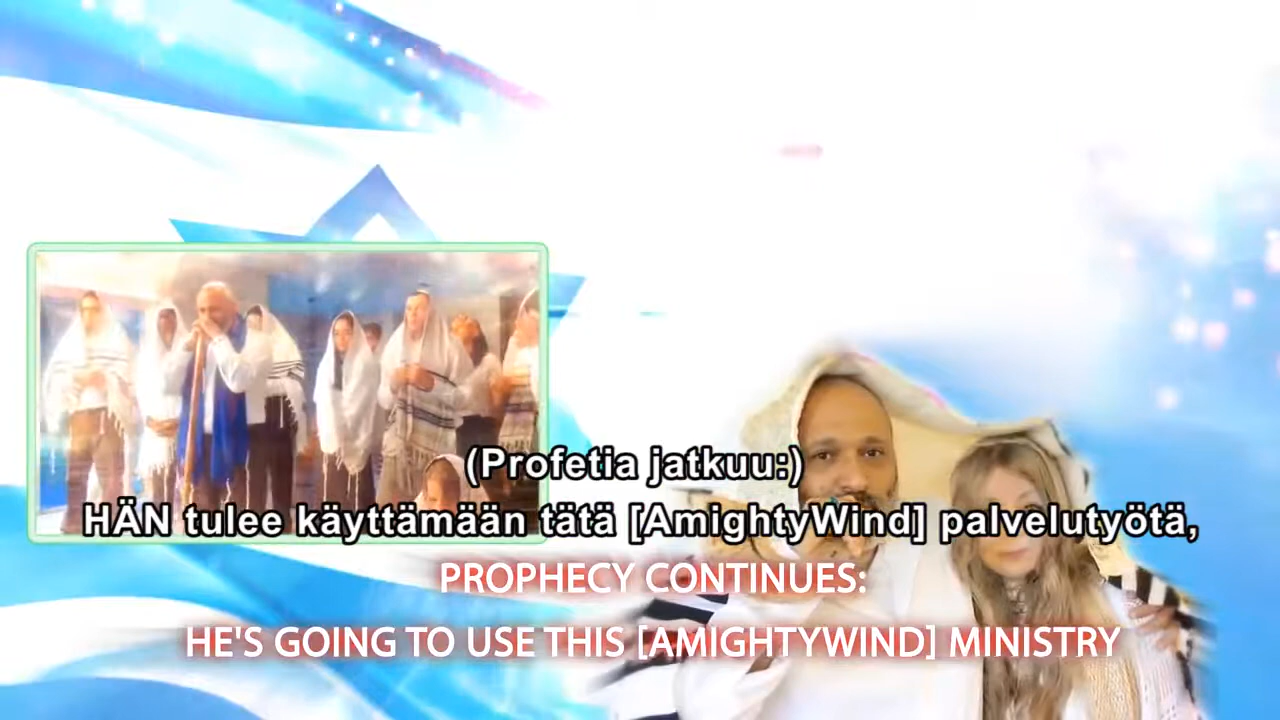 (Profetia jatkuu:)
HÄN tulee käyttämään tätä [AmightyWind] palvelutyötä,
PROPHECY CONTINUES:
HE'S GOING TO USE THIS [AMIGHTYWIND] MINISTRY